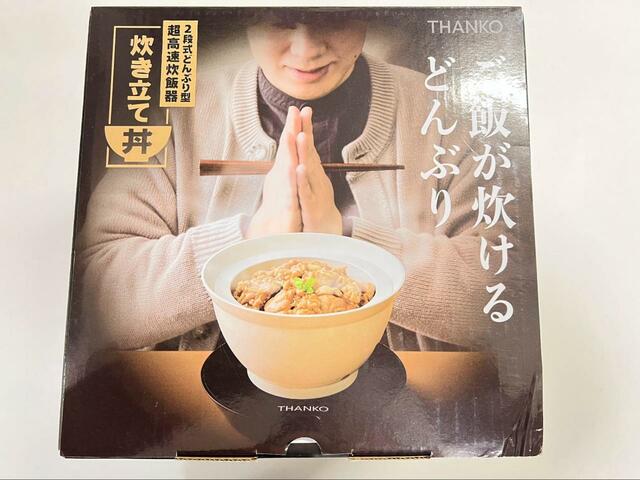 THANKO
ご飯が炊ける
どんぶり
2段式どんぶり型
超高速炊飯器
炊き立て
丼
THANKO